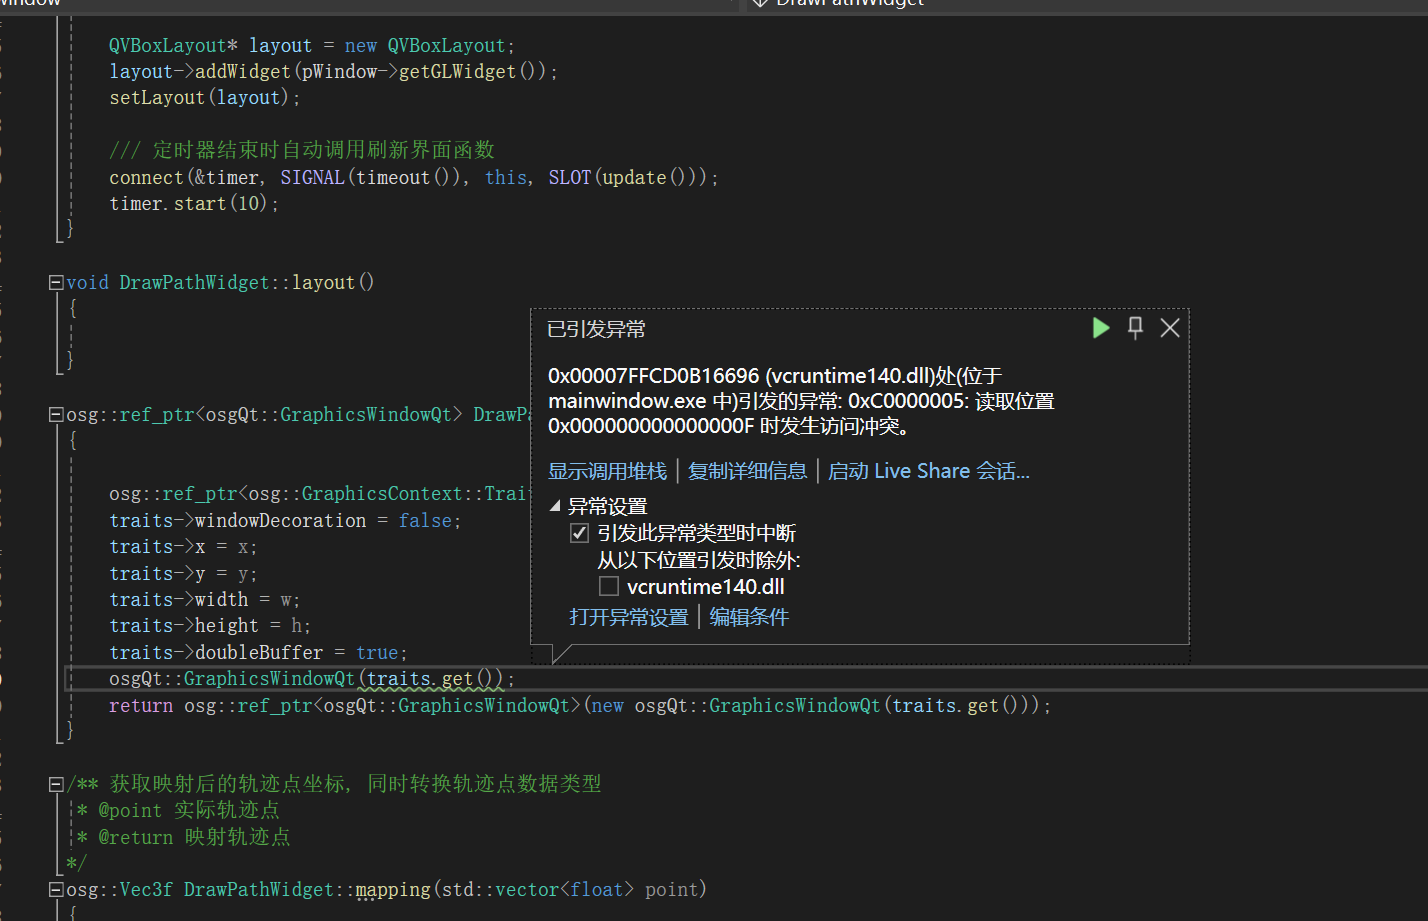 DrawPathWidget
QVBoxLayout* layout = new QVBoxLayout;
layout->addWidget(pWindow->getGLWidget());
setLayout(layout);
/// 定时器结束时自动调用刷新界面函数
connect(&timer, SIGNAL(timeout()), this, SLOT(update()));
timer.start(10);
}
void DrawPathWidget::layout()
{
}
osg::ref_ptr<osgQt::GraphicsWindowQt>
{
osg::ref_ptr<osg::GraphicsContext::
traits->windowDecoration = false;
traits->x = x;
traits->y = y;
traits->width = w;
traits->height = h;
traits->doubleBuffer = true;
osgQt::GraphicsWindowQt(traits.get());
return osg::ref_ptr<osgQt::GraphicsWindowQt>(new osgQt::GraphicsWindowQt(traits.get()));
}
/** 获取映射后的轨迹点坐标, 同时转换轨迹点数据类型
* @point 实际轨迹点
* @return 映射轨迹点
*/
osg::Vec3f DrawPathWidget::mapping(std::vector<float> point)
{
已引发异常
0x00007FFCD0B16696 (vcruntime140.dll)处(位于
mainwindow.exe 中)引发的异常: 0xC0000005: 读取位置
0x000000000000000F 时发生访问冲突。
显示调用堆栈 | 复制详细信息 | 启动 Live Share 会话...
异常设置
引发此异常类型时中断
从以下位置引发时除外:
vcruntime140.dll
打开异常设置 | 编辑条件